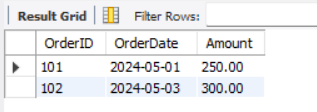 Result Grid Filter Rows:
OrderID OrderDate Amount
101 2024-05-01 250.00
102 2024-05-03 300.00